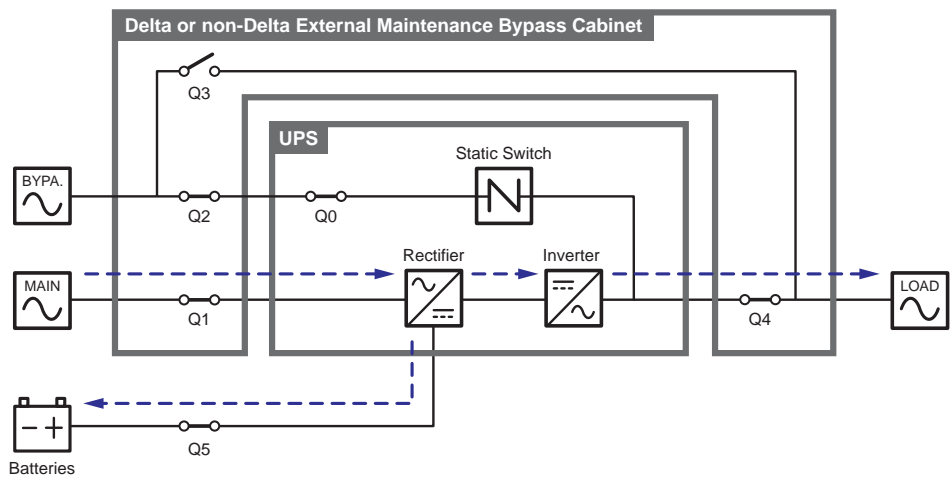 Delta or non-Delta External Maintenance Bypass Cabinet
Q3
UPS
Static Switch
BYPA.
Q2
Q0
Rectifier
Inverter
MAIN
LOAD
Q1
Q4
Q5
Batteries